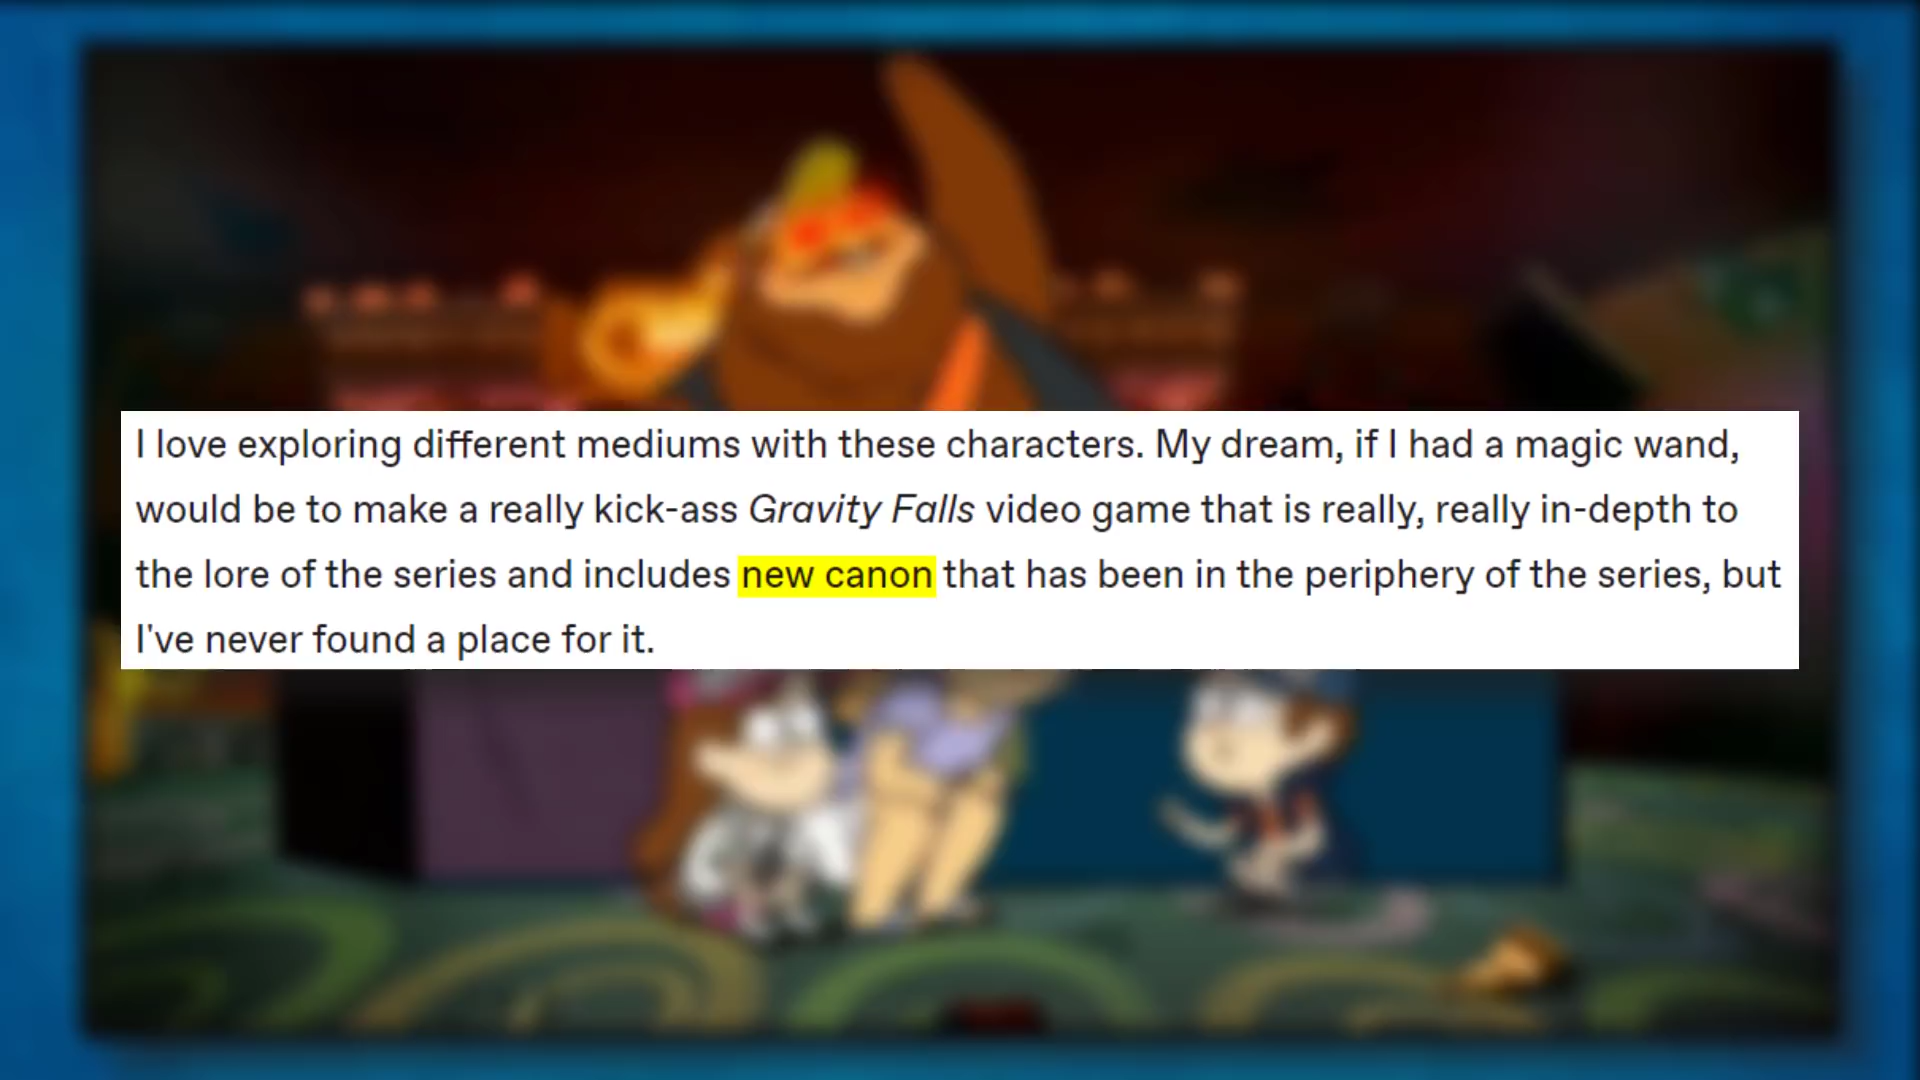 I love exploring different mediums with these characters. My dream, if I had a magic wand,
would be to make a really kick-ass Gravity Falls video game that is really, really in-depth to
the lore of the series and includes new canon that has been in the periphery of the series, but
I've never found a place for it.